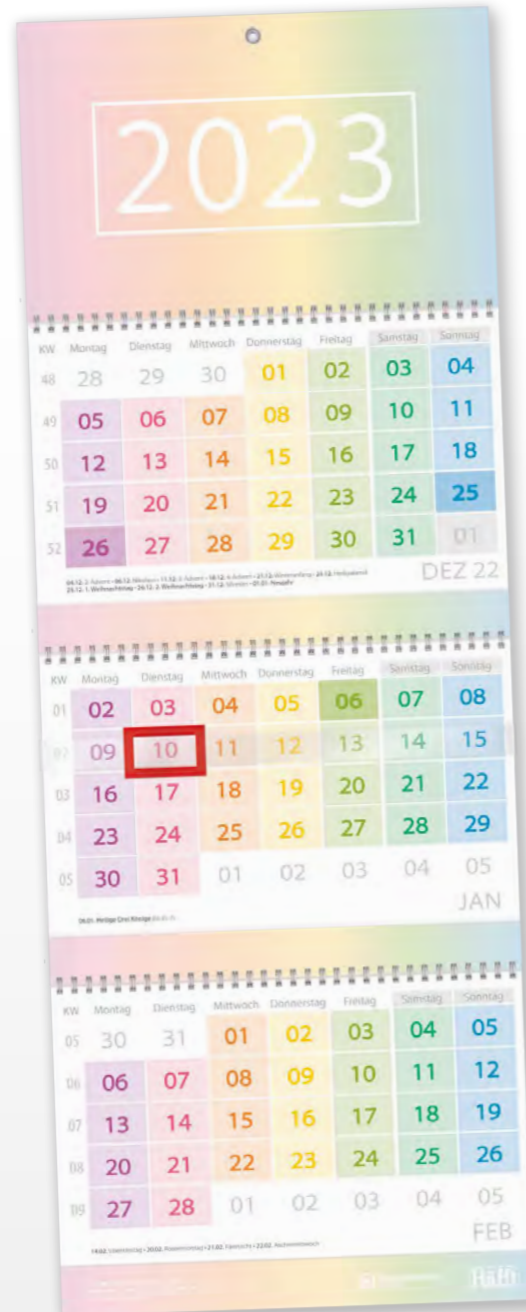 2023
KW Montag Dienstag Mittwoch Donnerstag Freitag Samstag Sonntag
48 28 29 30 01 02 03 04
49 05 06 07 08 09 10 11
50 12 13 14 15 16 17 18
51 19 20 21 22 23 24 25
52 26 27 28 29 30 31 01
DEZ 22
KW Montag Dienstag Mittwoch Donnerstag Freitag Samstag Sonntag
01 02 03 04 05 06 07 08
02 09 10 11 12 13 14 15
03 16 17 18 19 20 21 22
04 23 24 25 26 27 28 29
05 30 31 01 02 03 04 05
JAN
06.01. Heilige Drei Könige
KW Montag Dienstag Mittwoch Donnerstag Freitag Samstag Sonntag
05 30 31 01 02 03 04 05
06 06 07 08 09 10 11 12
07 13 14 15 16 17 18 19
08 20 21 22 23 24 25 26
09 27 28 01 02 03 04 05
FEB
Häfft